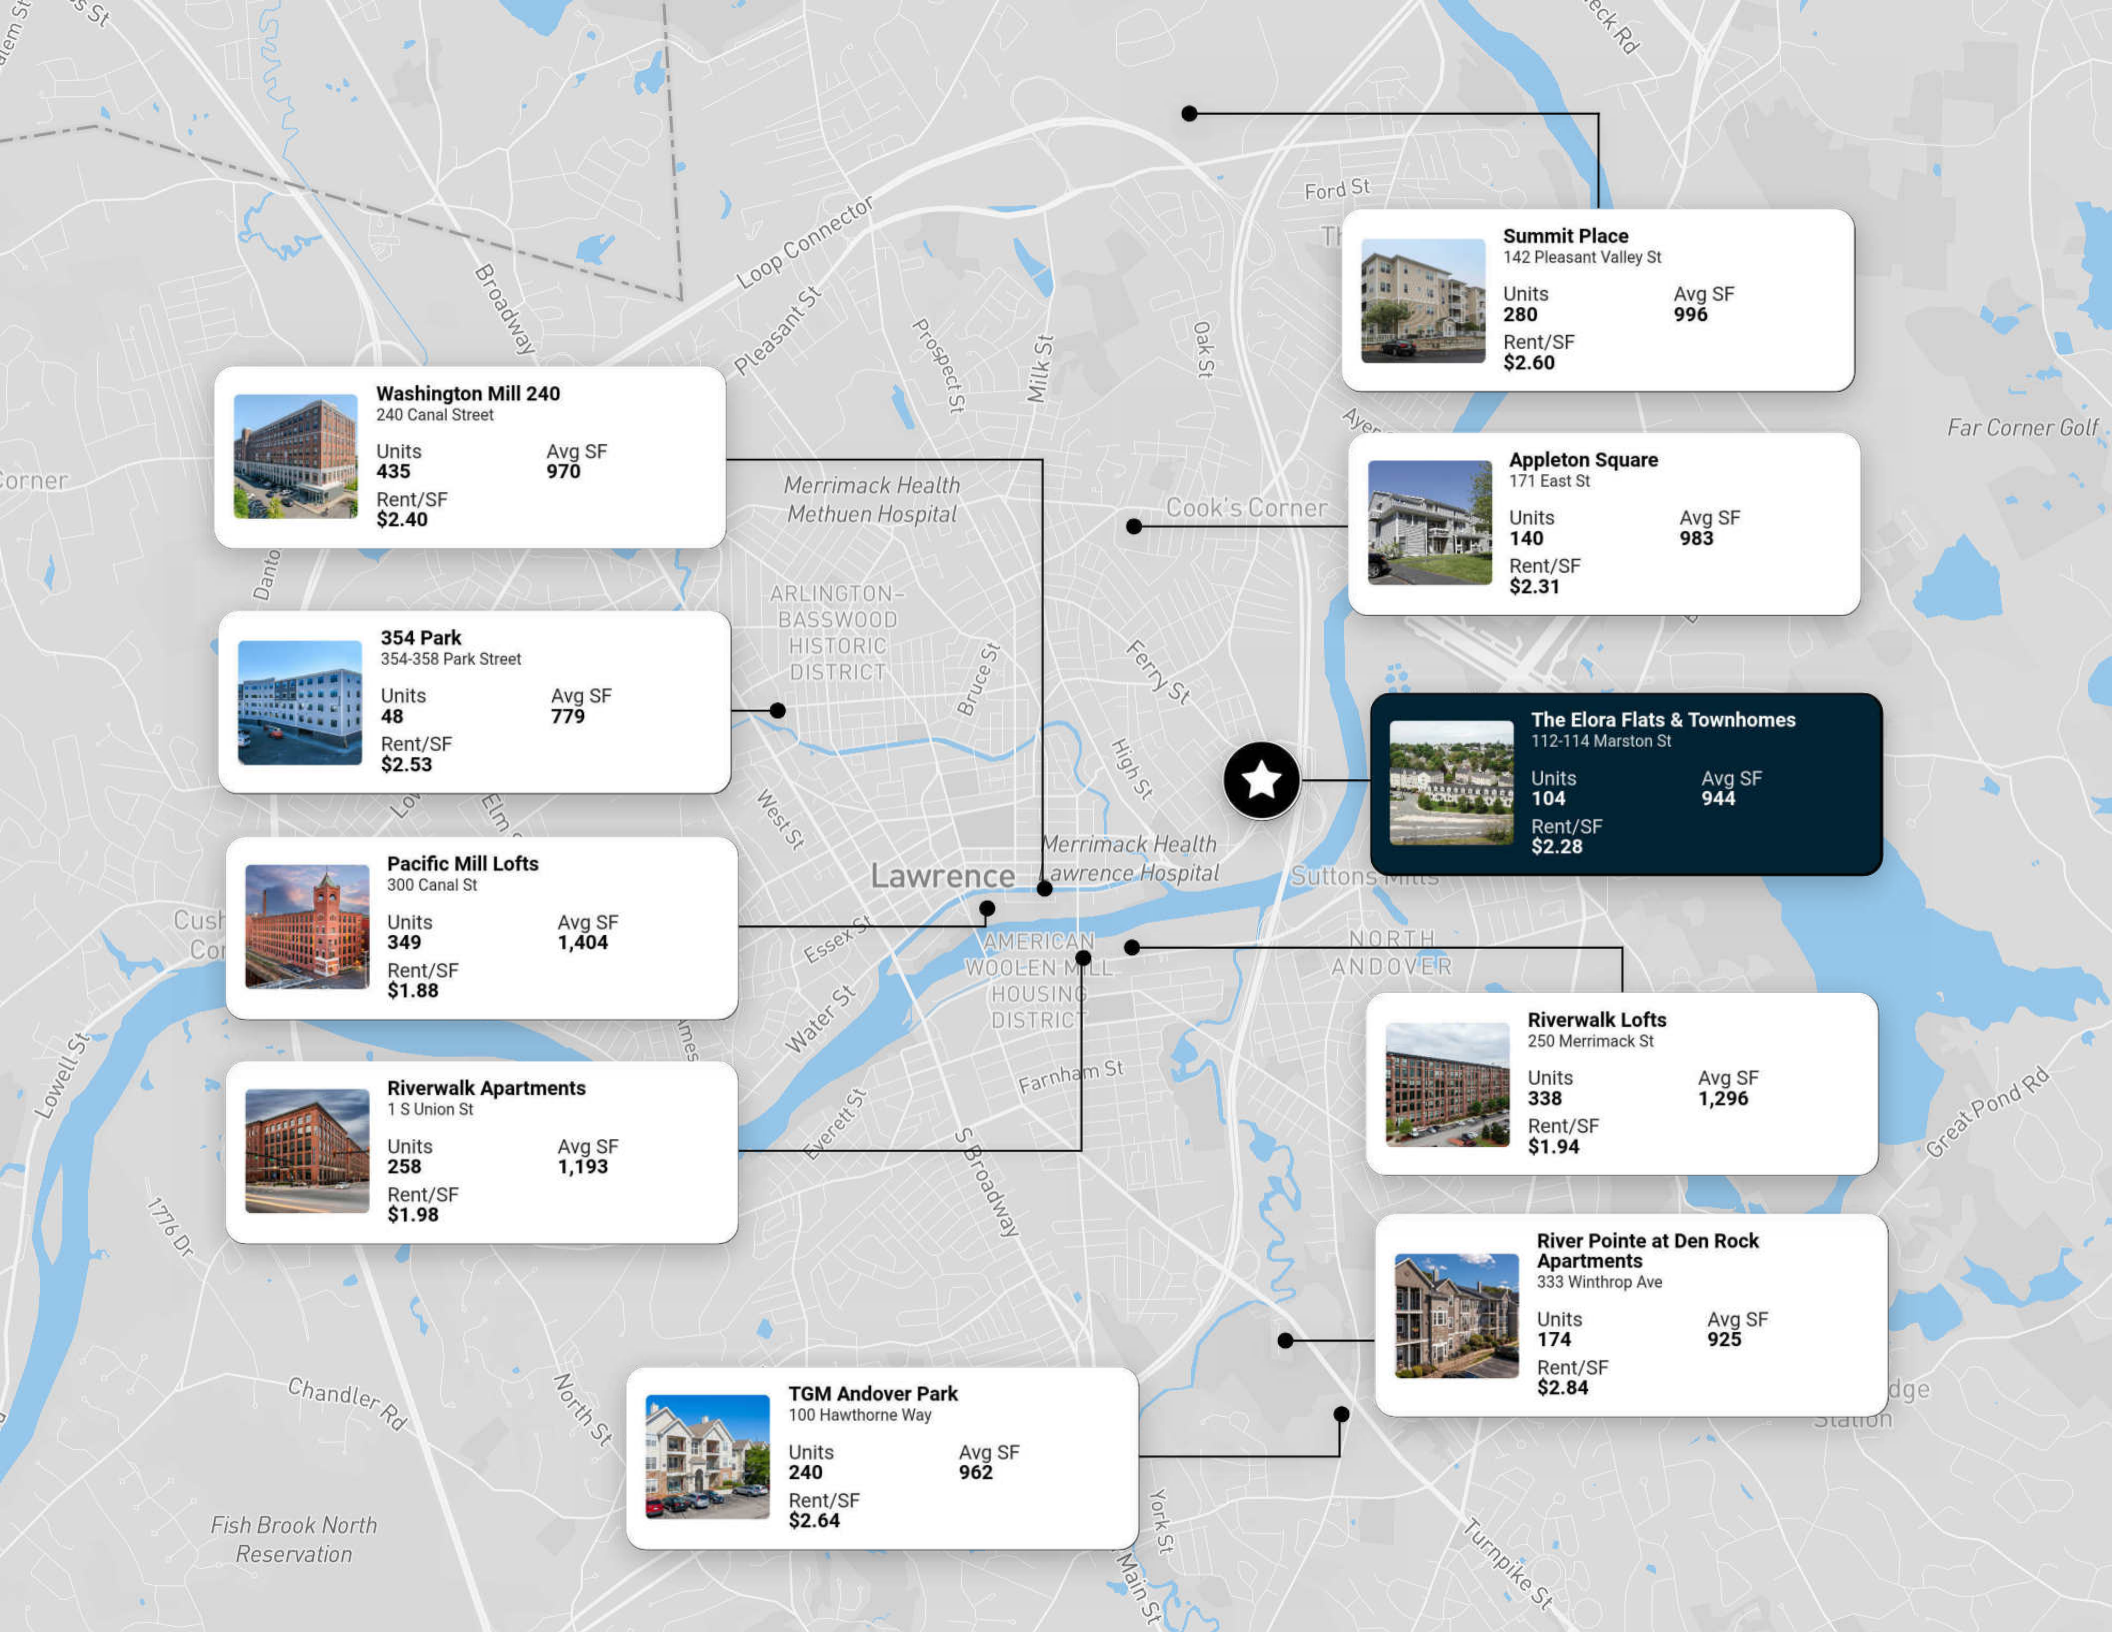 Ford St
Loop Connector
Broadway
Pleasant St
Prospect St
Milk St
Oak St
Summit Place
142 Pleasant Valley St
Units
Avg SF
280
996
Rent/SF
$2.60
Washington Mill 240
240 Canal Street
Units
Avg SF
435
970
Rent/SF
$2.40
Far Corner Golf
Merrimack Health
Methuen Hospital
Cook's Corner
Appleton Square
171 East St
Units
Avg SF
140
983
Rent/SF
$2.31
ARLINGTON-
BASSWOOD
HISTORIC
DISTRICT
Bruce St
Ferry St
354 Park
354-358 Park Street
Units
Avg SF
48
779
Rent/SF
$2.53
High St
West St
The Elora Flats & Townhomes
112-114 Marston St
Units
Avg SF
104
944
Rent/SF
$2.28
Merrimack Health
Lawrence Hospital
Lawrence
Suttons Mills
Pacific Mill Lofts
300 Canal St
Units
Avg SF
349
1,404
Rent/SF
$1.88
Essex St
AMERICAN
WOOLEN MILL
HOUSING
DISTRICT
NORTH
ANDOVER
Water St
Lowell St
Farnham St
Everett St
S Broadway
Riverwalk Lofts
250 Merrimack St
Units
Avg SF
338
1,296
Rent/SF
$1.94
Great Pond Rd
Riverwalk Apartments
1 S Union St
Units
Avg SF
258
1,193
Rent/SF
$1.98
1776 Dr
River Pointe at Den Rock
Apartments
333 Winthrop Ave
Units
Avg SF
174
925
Rent/SF
$2.84
Station
Chandler Rd
North St
TGM Andover Park
100 Hawthorne Way
Units
Avg SF
240
962
Rent/SF
$2.64
York St
Main St
Turnpike St
Fish Brook North
Reservation